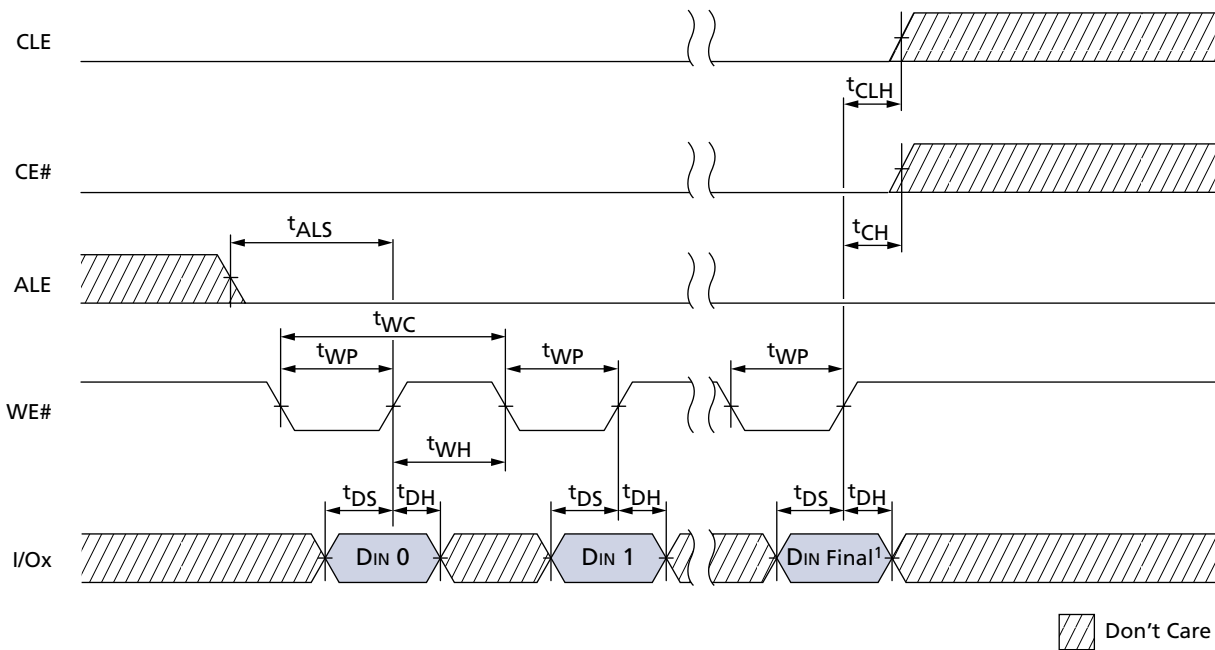 CLE
tCLH
CE#
tCH
tALS
ALE
tWC
tWP
tWP
tWP
WE#
tWH
tDS
tDH
tDS
tDH
tDS
tDH
I/Ox
DIN 0
DIN 1
DIN Final1
Don't Care